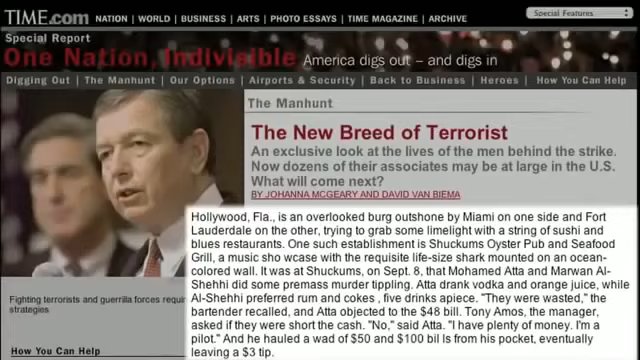 TIME.com NATION | WORLD | BUSINESS | ARTS | PHOTO ESSAYS | TIME MAGAZINE | ARCHIVE
Special Features
Special Report
One Nation, Indivisible America digs out – and digs in
Digging Out | The Manhunt | Our Options | Airports & Security | Back to Business | Heroes | How You Can Help
The Manhunt
The New Breed of Terrorist
An exclusive look at the lives of the men behind the strike.
Now dozens of their associates may be at large in the U.S.
What will come next?
BY JOHANNA MCGEARY AND DAVID VAN BIEMA
Hollywood, Fla., is an overlooked burg outshone by Miami on one side and Fort
Lauderdale on the other, trying to grab some limelight with a string of sushi and
blues restaurants. One such establishment is Shuckums Oyster Pub and Seafood
Grill, a music sho wcase with the requisite life-size shark mounted on an ocean-
colored wall. It was at Shuckums, on Sept. 8, that Mohamed Atta and Marwan Al-
Shehhi did some premass murder tippling. Atta drank vodka and orange juice, while
Al-Shehhi preferred rum and cokes , five drinks apiece. "They were wasted," the
bartender recalled, and Atta objected to the $48 bill. Tony Amos, the manager,
asked if they were short the cash. "No," said Atta. "I have plenty of money. I'm a
pilot." And he hauled a wad of $50 and $100 bil ls from his pocket, eventually
leaving a $3 tip.
Fighting terrorists and guerrilla forces requi
strategies
How You Can Help